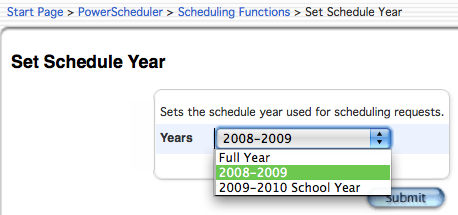 Start Page > PowerScheduler > Scheduling Functions > Set Schedule Year
Set Schedule Year
Sets the schedule year used for scheduling requests.
Years 2008-2009
Full Year
2008-2009
2009-2010 School Year
Submit